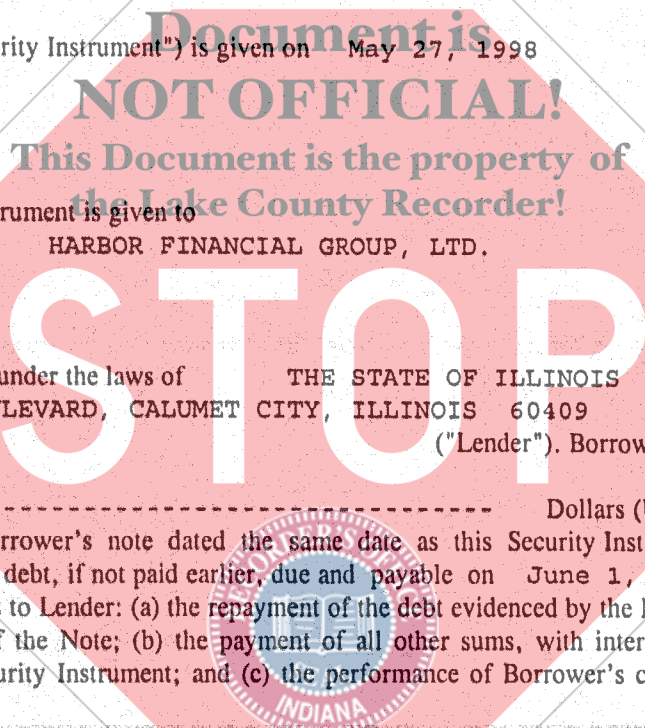 Document is
rity Instrument") is given on May 27, 1998
NOT OFFICIAL!
This Document is the property of
the Lake County Recorder!
rument is given to
HARBOR FINANCIAL GROUP, LTD.
STOP
under the laws of THE STATE OF ILLINOIS
LEVARD, CALUMET CITY, ILLINOIS 60409
("Lender"). Borrow
-------------------------------- Dollars (
rrower's note dated the same date as this Security Inst
debt, if not paid earlier, due and payable on June 1,
to Lender: (a) the repayment of the debt evidenced by the
f the Note; (b) the payment of all other sums, with inter
urity Instrument; and (c) the performance of Borrower's c
RECORDER'S OFFICE
INDIANA